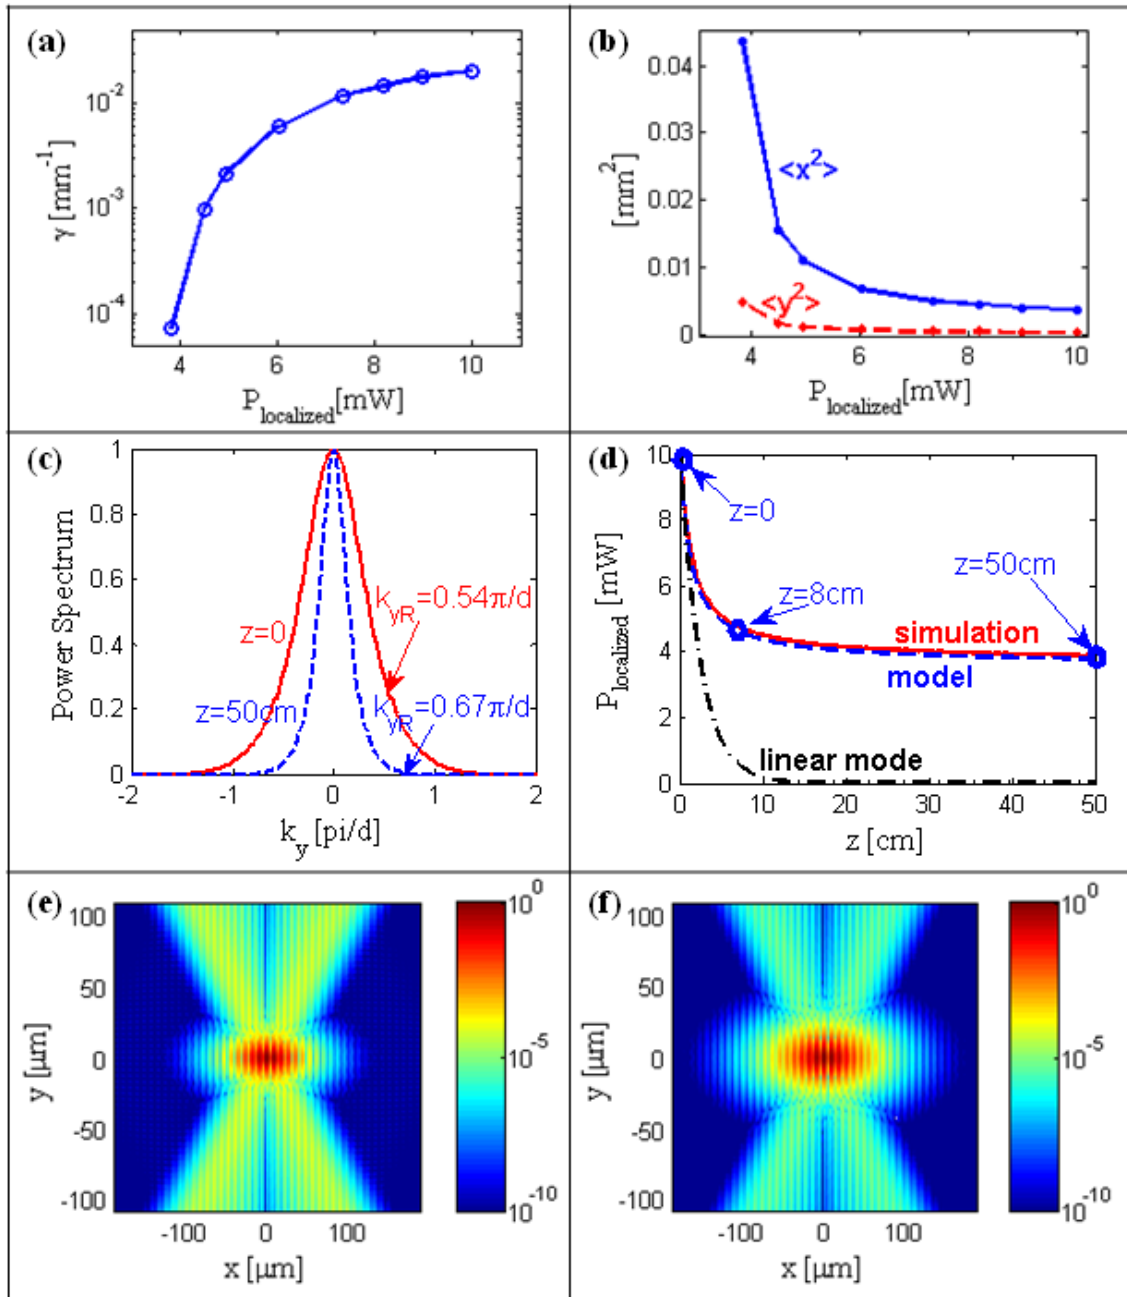 (a)
10^-2
10^-3
10^-4
γ [mm^-1]
4 6 8 10
P_localized[mW]
(b)
0.04
0.03
0.02
0.01
0
[mm^2]
<x^2>
<y^2>
4 6 8 10
P_localized[mW]
(c)
1
0.8
0.6
0.4
0.2
0
Power Spectrum
k_yR=0.54π/d
z=0
z=50cm
k_yR=0.67π/d
-2 -1 0 1 2
k_y [pi/d]
(d)
10
8
6
4
2
0
P_localized [mW]
z=0
z=50cm
z=8cm
simulation
model
linear mode
0 10 20 30 40 50
z [cm]
(e)
100
50
0
-50
-100
y [µm]
-100 0 100
x [µm]
10^0
10^-5
10^-10
(f)
100
50
0
-50
-100
y [µm]
-100 0 100
x [µm]
10^0
10^-5
10^-10